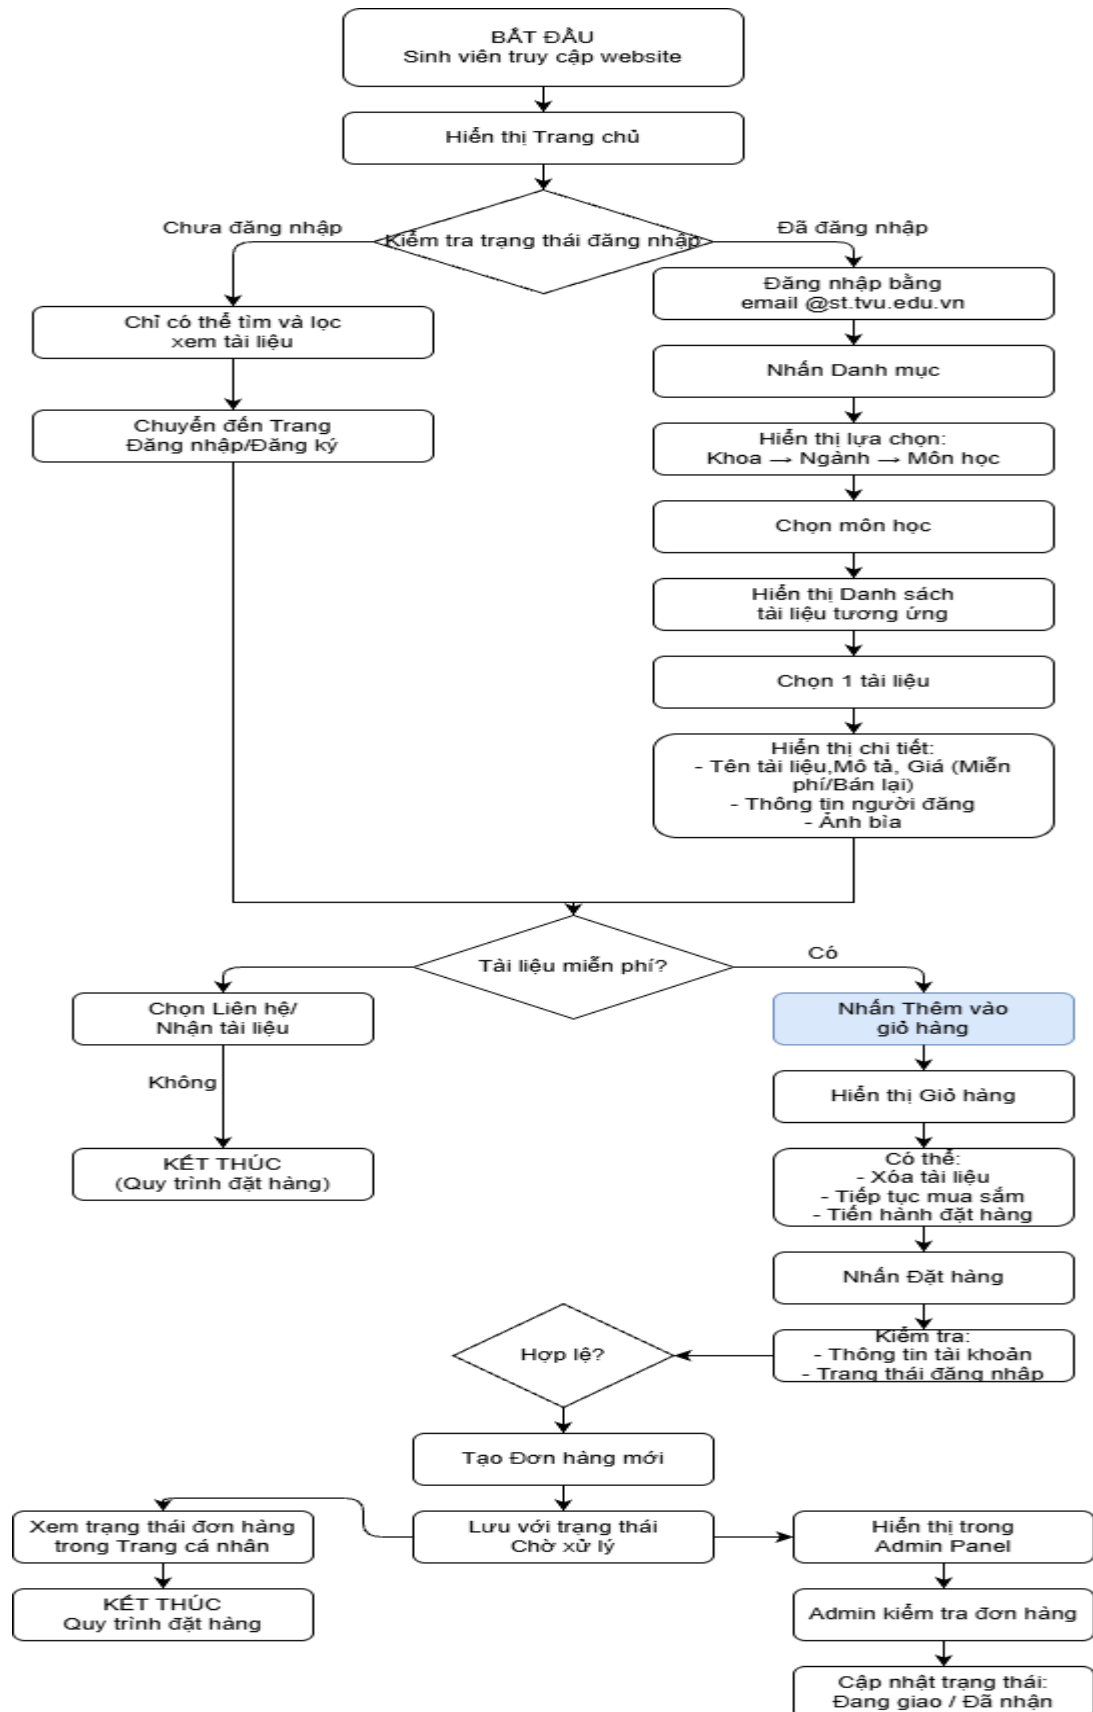 BẮT ĐẦU
Sinh viên truy cập website
Hiển thị Trang chủ
Chưa đăng nhập
Kiểm tra trạng thái đăng nhập
Đã đăng nhập
Đăng nhập bằng
email @st.tvu.edu.vn
Chỉ có thể tìm và lọc
xem tài liệu
Nhấn Danh mục
Chuyển đến Trang
Đăng nhập/Đăng ký
Hiển thị lựa chọn:
Khoa → Ngành → Môn học
Chọn môn học
Hiển thị Danh sách
tài liệu tương ứng
Chọn 1 tài liệu
Hiển thị chi tiết:
- Tên tài liệu,Mô tả, Giá (Miễn
phí/Bán lại)
- Thông tin người đăng
- Ảnh bìa
Tài liệu miễn phí?
Có
Chọn Liên hệ/
Nhận tài liệu
Nhấn Thêm vào
giỏ hàng
Không
Hiển thị Giỏ hàng
KẾT THÚC
(Quy trình đặt hàng)
Có thể:
- Xóa tài liệu
- Tiếp tục mua sắm
- Tiến hành đặt hàng
Nhấn Đặt hàng
Hợp lệ?
Kiểm tra:
- Thông tin tài khoản
- Trạng thái đăng nhập
Tạo Đơn hàng mới
Xem trạng thái đơn hàng
trong Trang cá nhân
Lưu với trạng thái
Chờ xử lý
Hiển thị trong
Admin Panel
KẾT THÚC
Quy trình đặt hàng
Admin kiểm tra đơn hàng
Cập nhật trạng thái:
Đang giao / Đã nhận